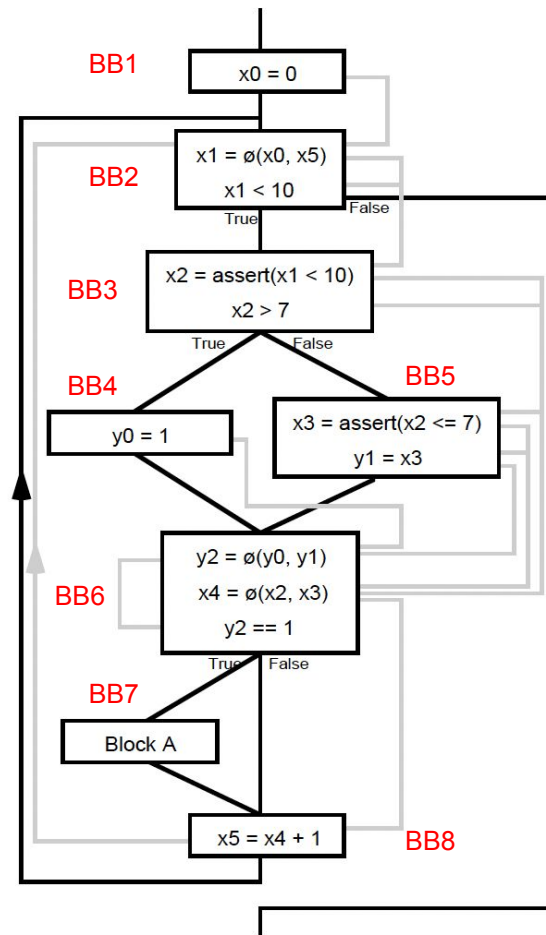 BB1
x0 = 0
BB2
x1 = ø(x0, x5)
x1 < 10
True
False
BB3
x2 = assert(x1 < 10)
x2 > 7
True
False
BB4
BB5
y0 = 1
x3 = assert(x2 <= 7)
y1 = x3
BB6
y2 = ø(y0, y1)
x4 = ø(x2, x3)
y2 == 1
True
False
BB7
Block A
x5 = x4 + 1
BB8